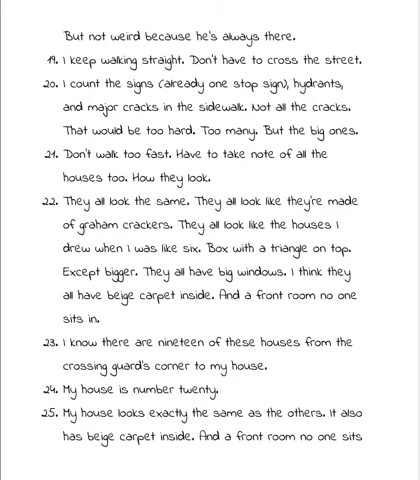 But not weird because he's always there.
19. I keep walking straight. Don't have to cross the street.
20. I count the signs (already one stop sign), hydrants,
and major cracks in the sidewalk. Not all the cracks.
That would be too hard. Too many. But the big ones.
21. Don't walk too fast. Have to take note of all the
houses too. How they look.
22. They all look the same. They all look like they're made
of graham crackers. They all look like the houses I
drew when I was like six. Box with a triangle on top.
Except bigger. They all have big windows. I think they
all have beige carpet inside. And a front room no one
sits in.
23. I know there are nineteen of these houses from the
crossing guard's corner to my house.
24. My house is number twenty.
25. My house looks exactly the same as the others. It also
has beige carpet inside. And a front room no one sits